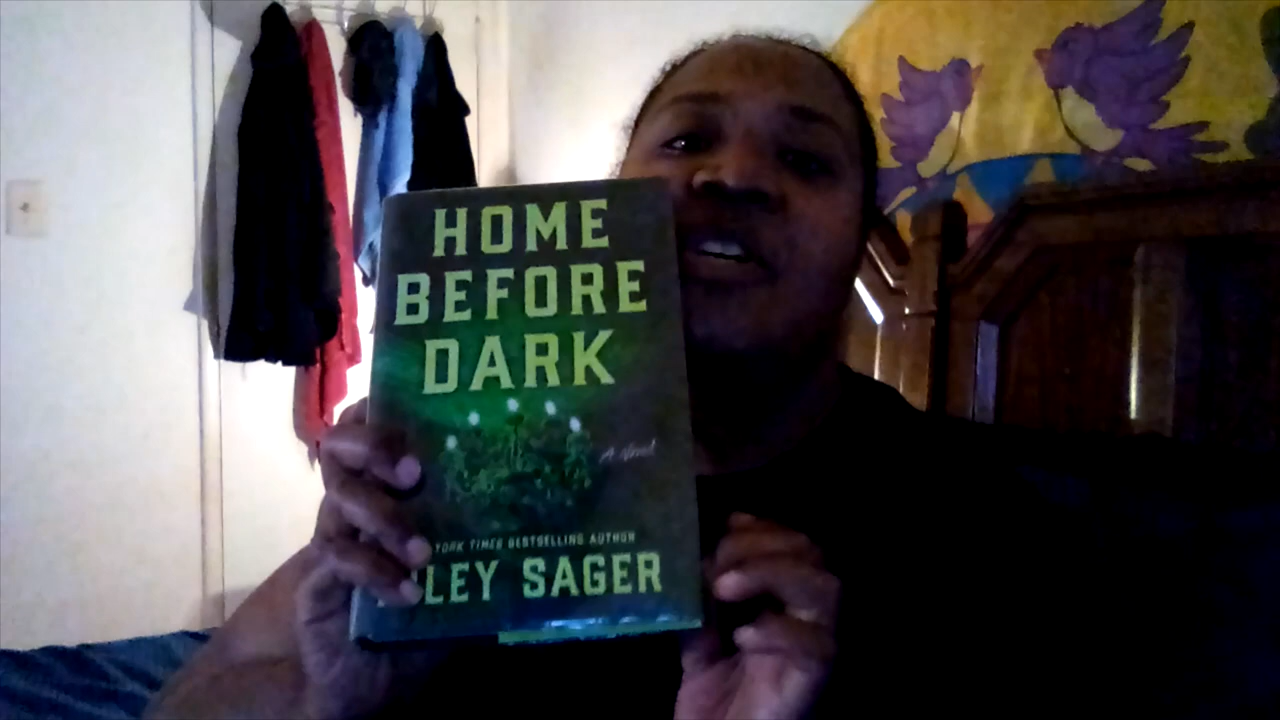 HOME
BEFORE
DARK
A Novel
YORK TIMES BESTSELLING AUTHOR
LEY SAGER